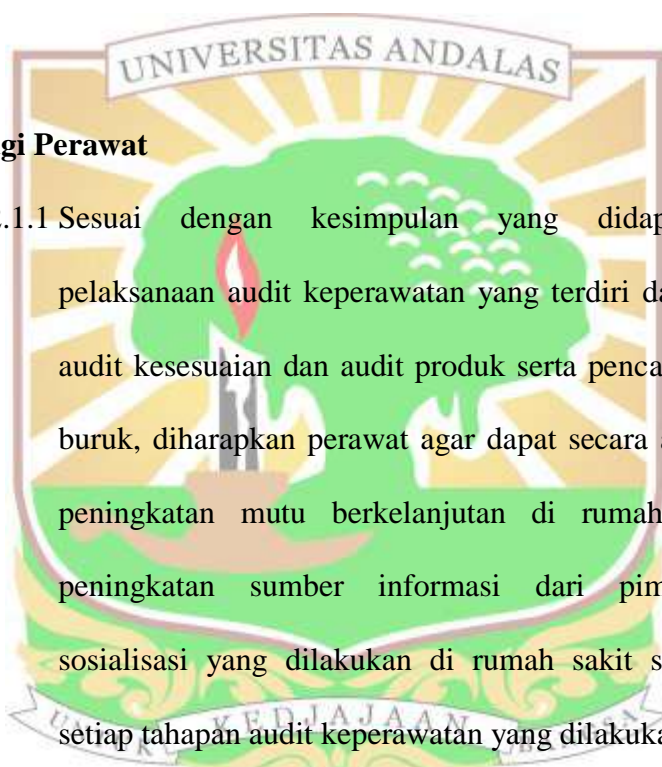 UNIVERSITAS ANDALAS
gi Perawat
.1.1 Sesuai dengan kesimpulan yang didap
pelaksanaan audit keperawatan yang terdiri da
audit kesesuaian dan audit produk serta penca
buruk, diharapkan perawat agar dapat secara
peningkatan mutu berkelanjutan di rumah
peningkatan sumber informasi dari pim
sosialisasi yang dilakukan di rumah sakit s
setiap tahapan audit keperawatan yang dilakuka
UNTUK KEDJAJAAN BANGSA